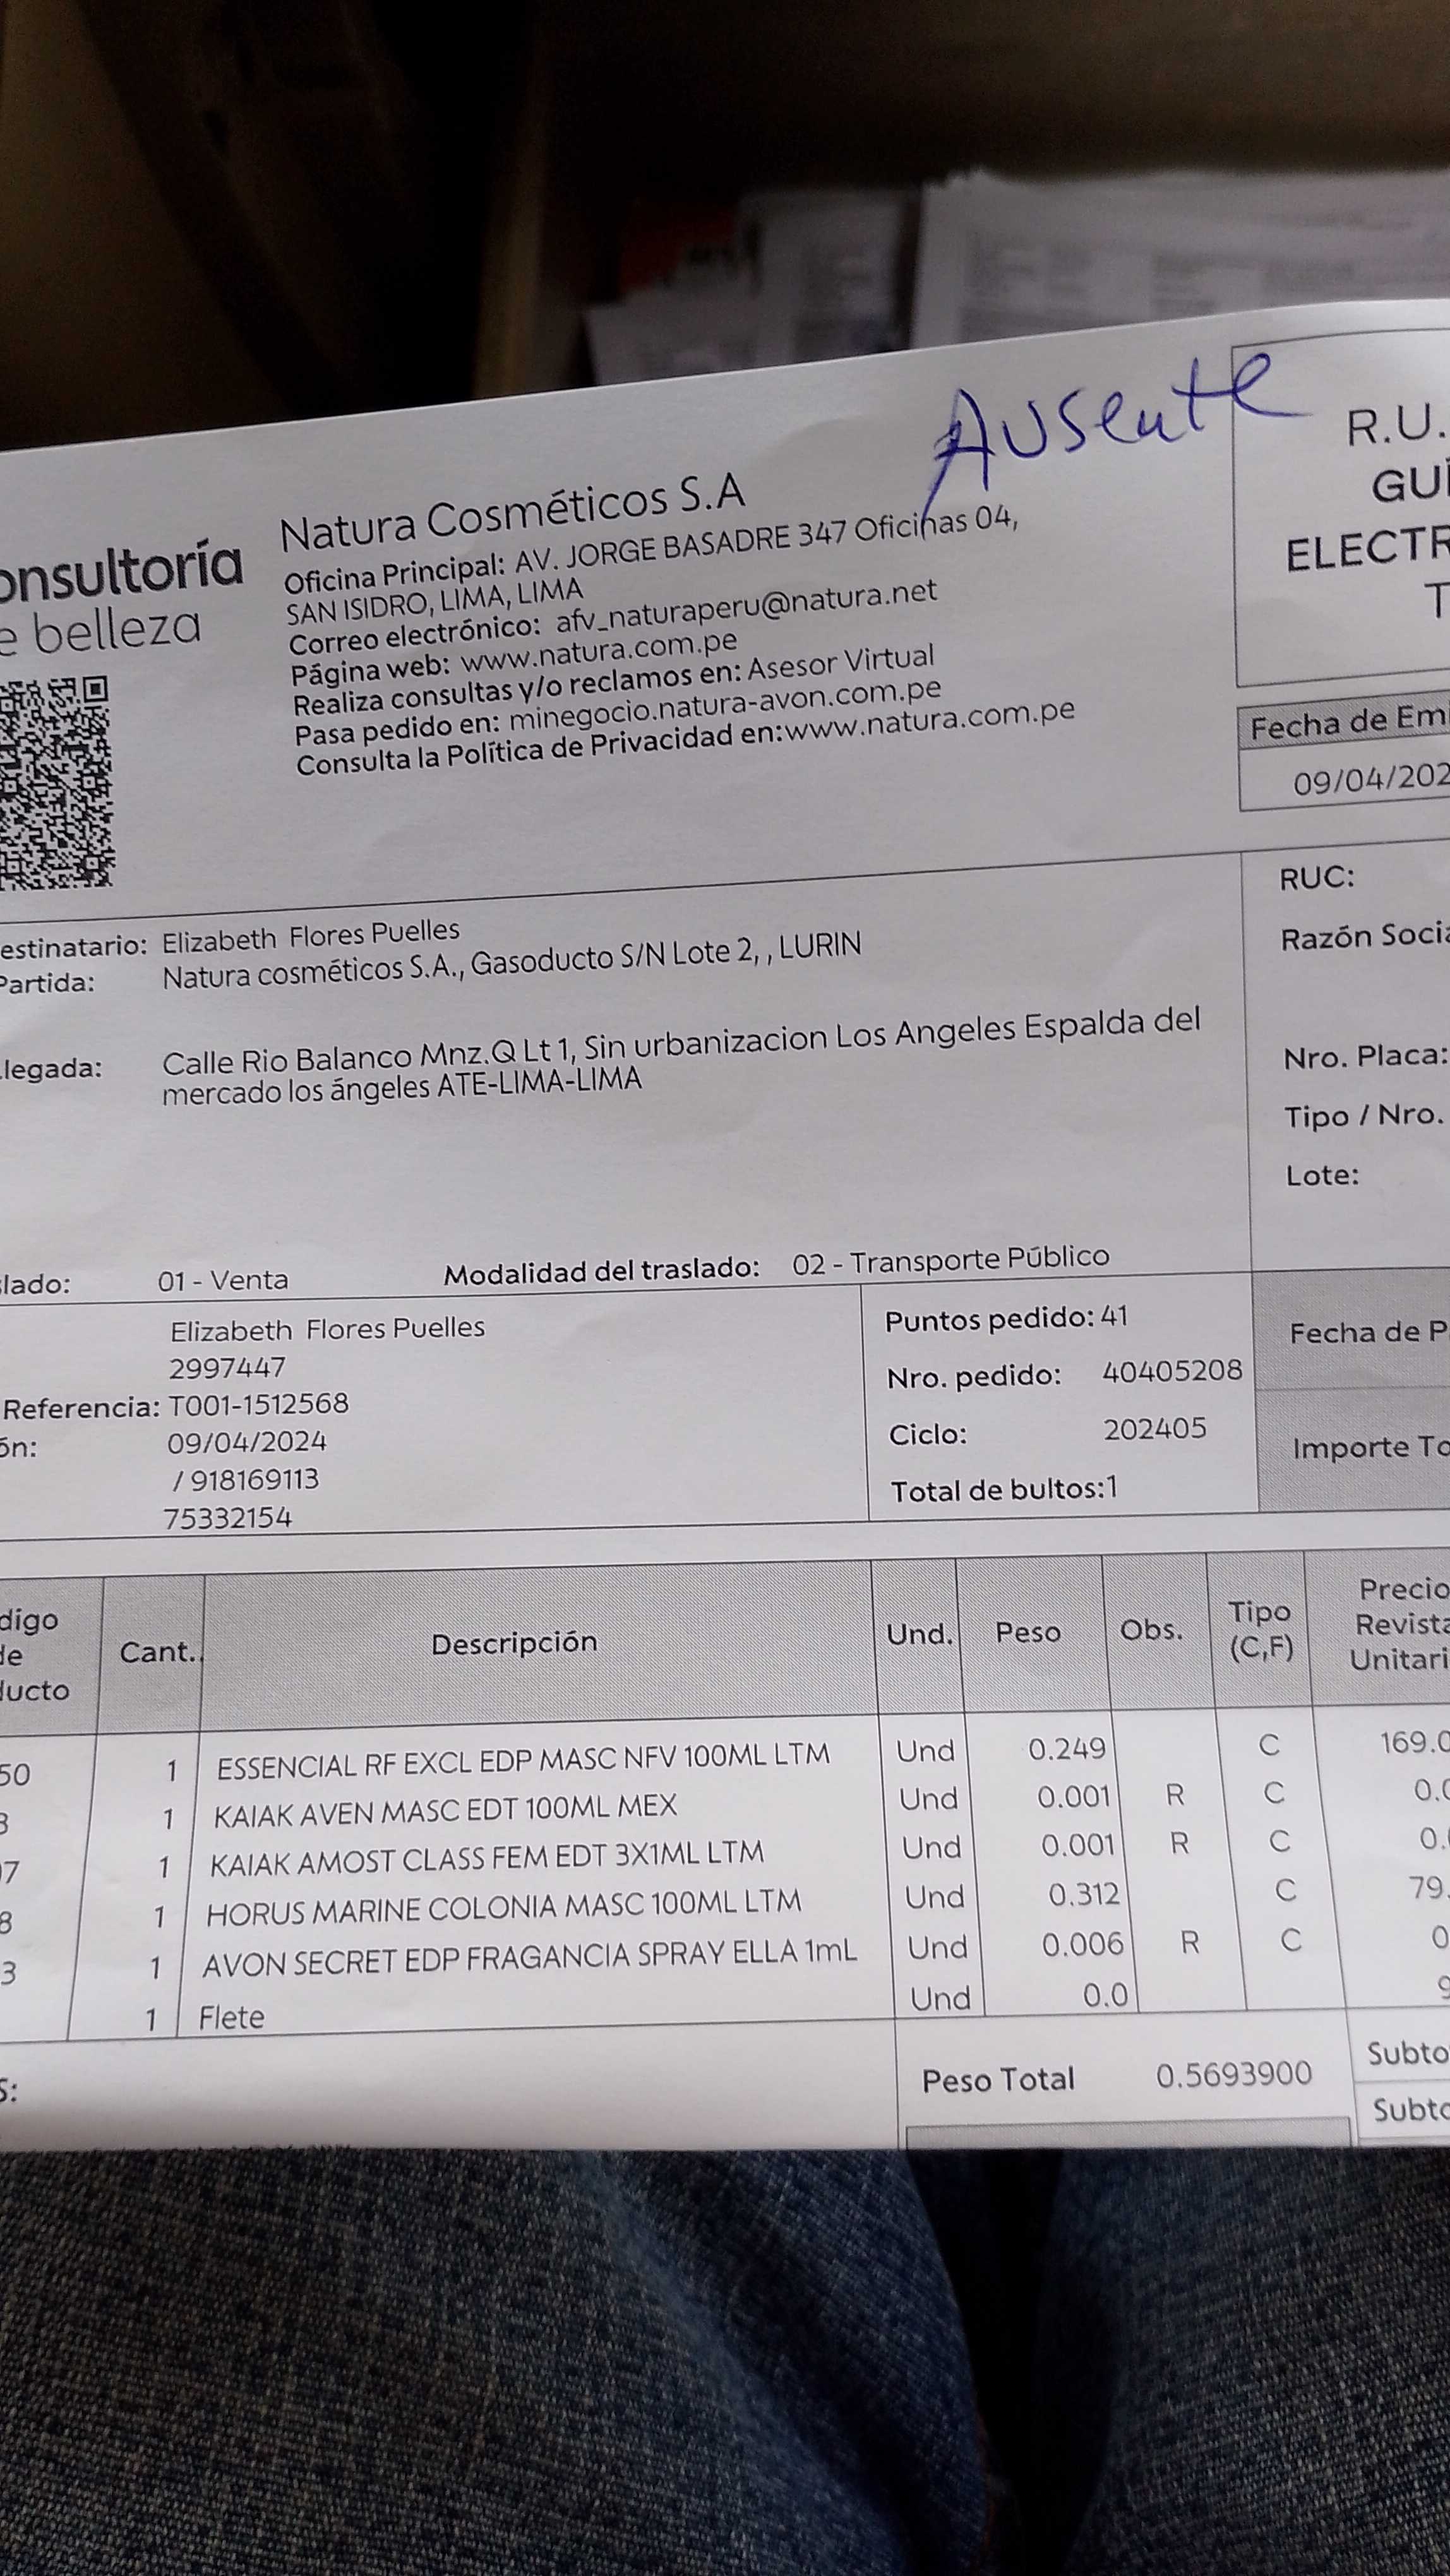 Ausente
onsultoría
e belleza
Natura Cosméticos S.A
Oficina Principal: AV. JORGE BASADRE 347 Oficinas 04,
SAN ISIDRO, LIMA, LIMA
Correo electrónico: afv_naturaperu@natura.net
Página web: www.natura.com.pe
Realiza consultas y/o reclamos en: Asesor Virtual
Pasa pedido en: minegocio.natura-avon.com.pe
Consulta la Política de Privacidad en:www.natura.com.pe
R.U.
GUÍ
ELECTR
T
Fecha de Em
09/04/202
estinatario: Elizabeth Flores Puelles
Partida: Natura cosméticos S.A., Gasoducto S/N Lote 2, , LURIN
legada: Calle Rio Balanco Mnz.Q Lt 1, Sin urbanizacion Los Angeles Espalda del
mercado los ángeles ATE-LIMA-LIMA
lado: 01 - Venta Modalidad del traslado: 02 - Transporte Público
RUC:
Razón Socia
Nro. Placa:
Tipo / Nro.
Lote:
Elizabeth Flores Puelles
2997447
Referencia: T001-1512568
ón: 09/04/2024
/ 918169113
75332154
Puntos pedido: 41
Nro. pedido: 40405208
Ciclo: 202405
Total de bultos:1
Fecha de P
Importe To
digo
de
ducto
Cant.
Descripción
Und.
Peso
Obs.
Tipo
(C,F)
Precio
Revista
Unitari
50 1 ESSENCIAL RF EXCL EDP MASC NFV 100ML LTM Und 0.249 C 169.0
3 1 KAIAK AVEN MASC EDT 100ML MEX Und 0.001 R C 0.0
07 1 KAIAK AMOST CLASS FEM EDT 3X1ML LTM Und 0.001 R C 0.
8 1 HORUS MARINE COLONIA MASC 100ML LTM Und 0.312 C 79.
3 1 AVON SECRET EDP FRAGANCIA SPRAY ELLA 1mL Und 0.006 R C 0
1 Flete Und 0.0 9
S:
Peso Total 0.5693900
Subto
Subto